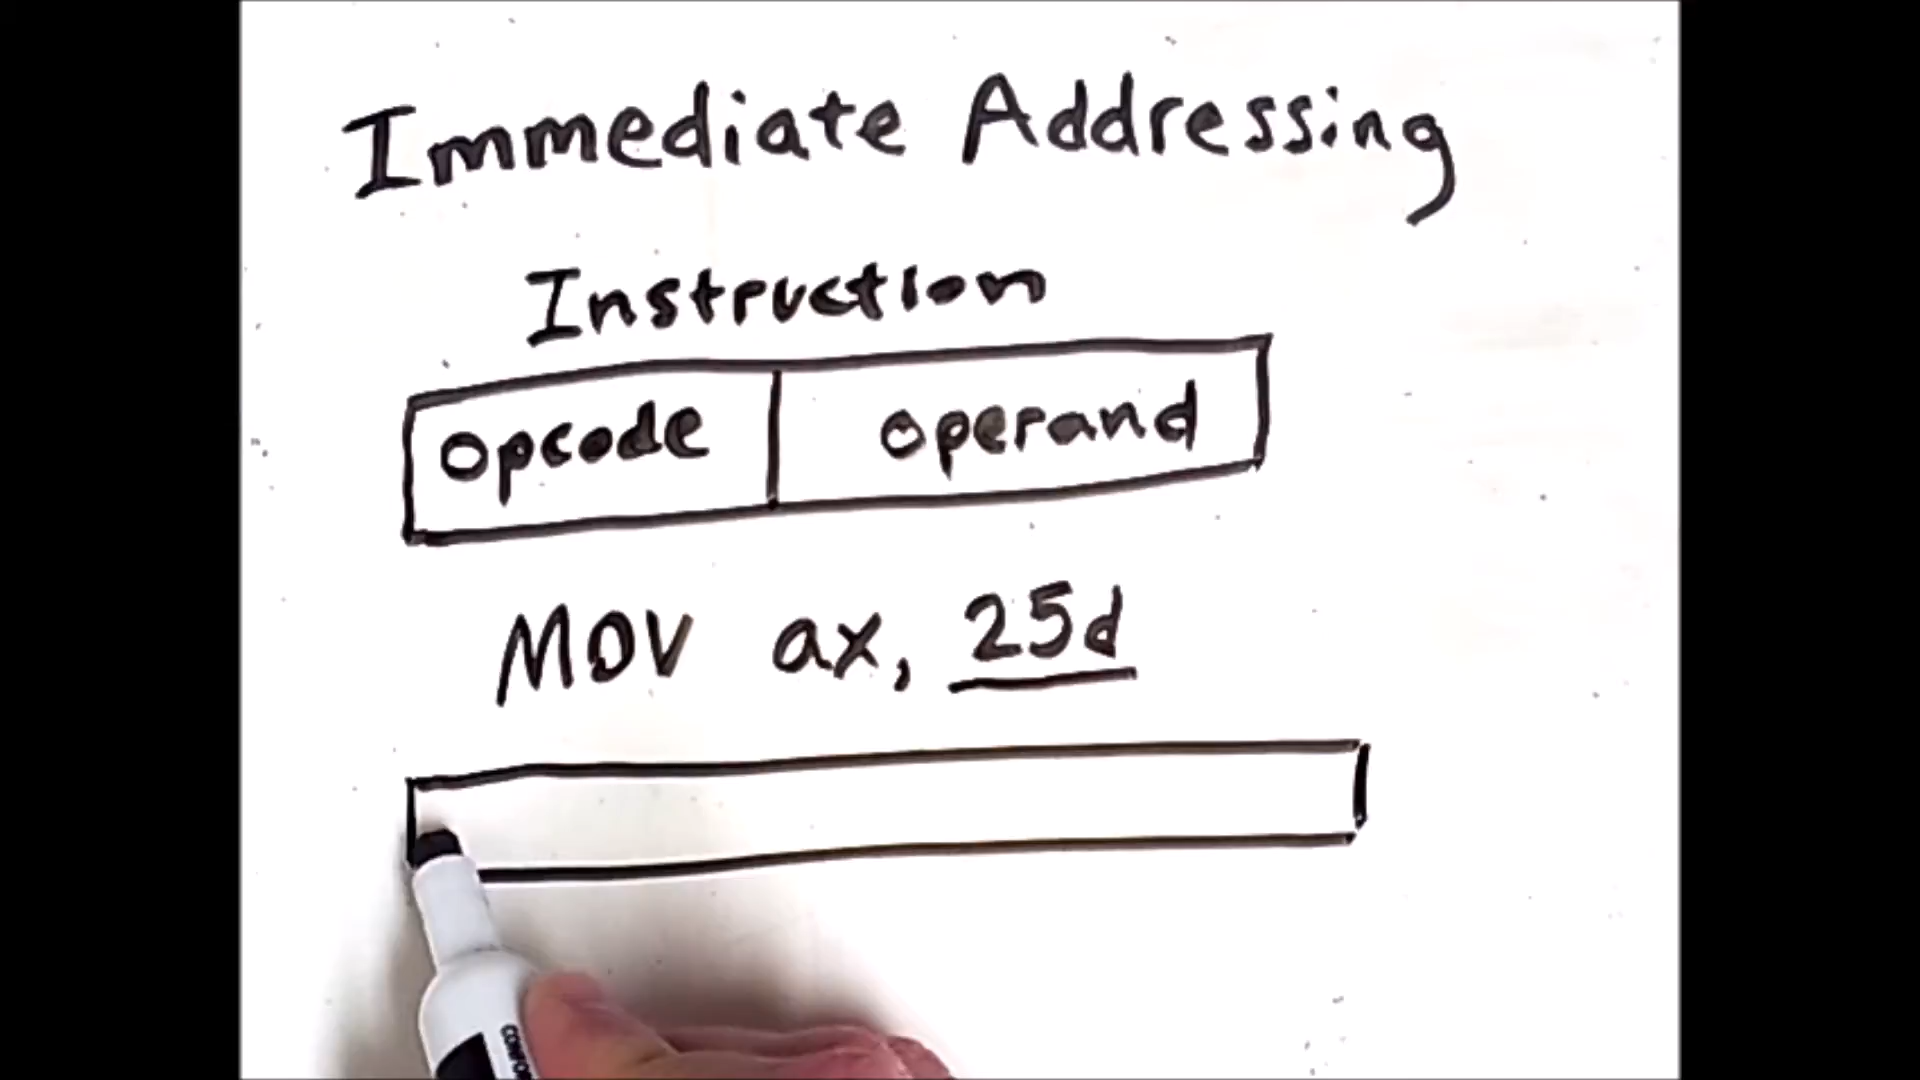 Immediate Addressing
Instruction
opcode operand
MOV ax, 25d